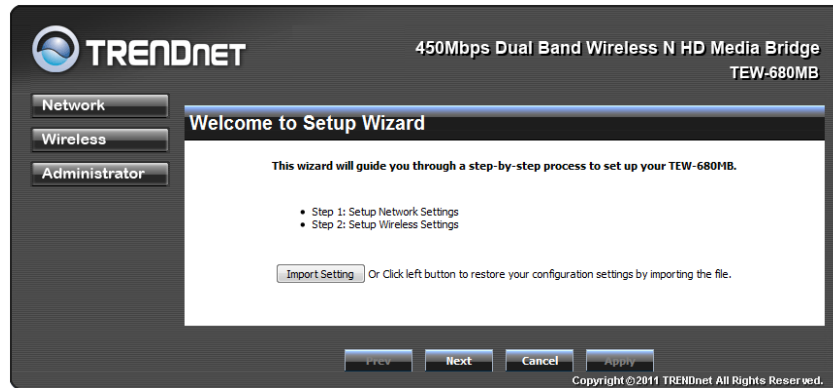 TRENDNET
450Mbps Dual Band Wireless N HD Media Bridge
TEW-680MB
Network
Wireless
Administrator
Welcome to Setup Wizard
This wizard will guide you through a step-by-step process to set up your TEW-680MB.
• Step 1: Setup Network Settings
• Step 2: Setup Wireless Settings
Import Setting Or Click left button to restore your configuration settings by importing the file.
Prev Next Cancel Apply
Copyright©2011 TRENDnet All Rights Reserved.